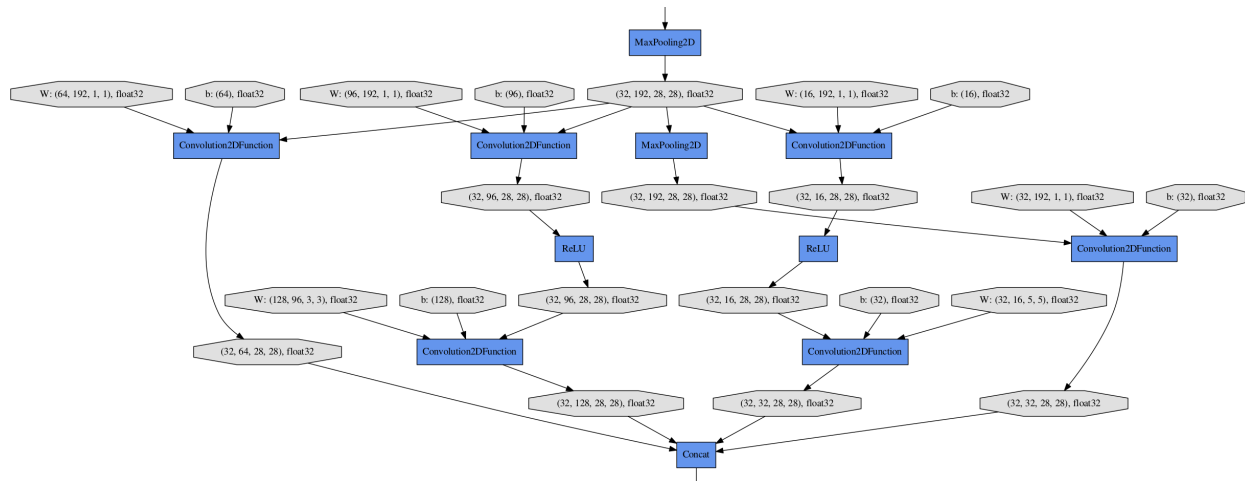 MaxPooling2D
W: (64, 192, 1, 1), float32
b: (64), float32
W: (96, 192, 1, 1), float32
b: (96), float32
(32, 192, 28, 28), float32
W: (16, 192, 1, 1), float32
b: (16), float32
Convolution2DFunction
Convolution2DFunction
MaxPooling2D
Convolution2DFunction
(32, 96, 28, 28), float32
(32, 192, 28, 28), float32
(32, 16, 28, 28), float32
W: (32, 192, 1, 1), float32
b: (32), float32
ReLU
ReLU
Convolution2DFunction
W: (128, 96, 3, 3), float32
b: (128), float32
(32, 96, 28, 28), float32
(32, 16, 28, 28), float32
b: (32), float32
W: (32, 16, 5, 5), float32
(32, 64, 28, 28), float32
Convolution2DFunction
Convolution2DFunction
(32, 128, 28, 28), float32
(32, 32, 28, 28), float32
(32, 32, 28, 28), float32
Concat